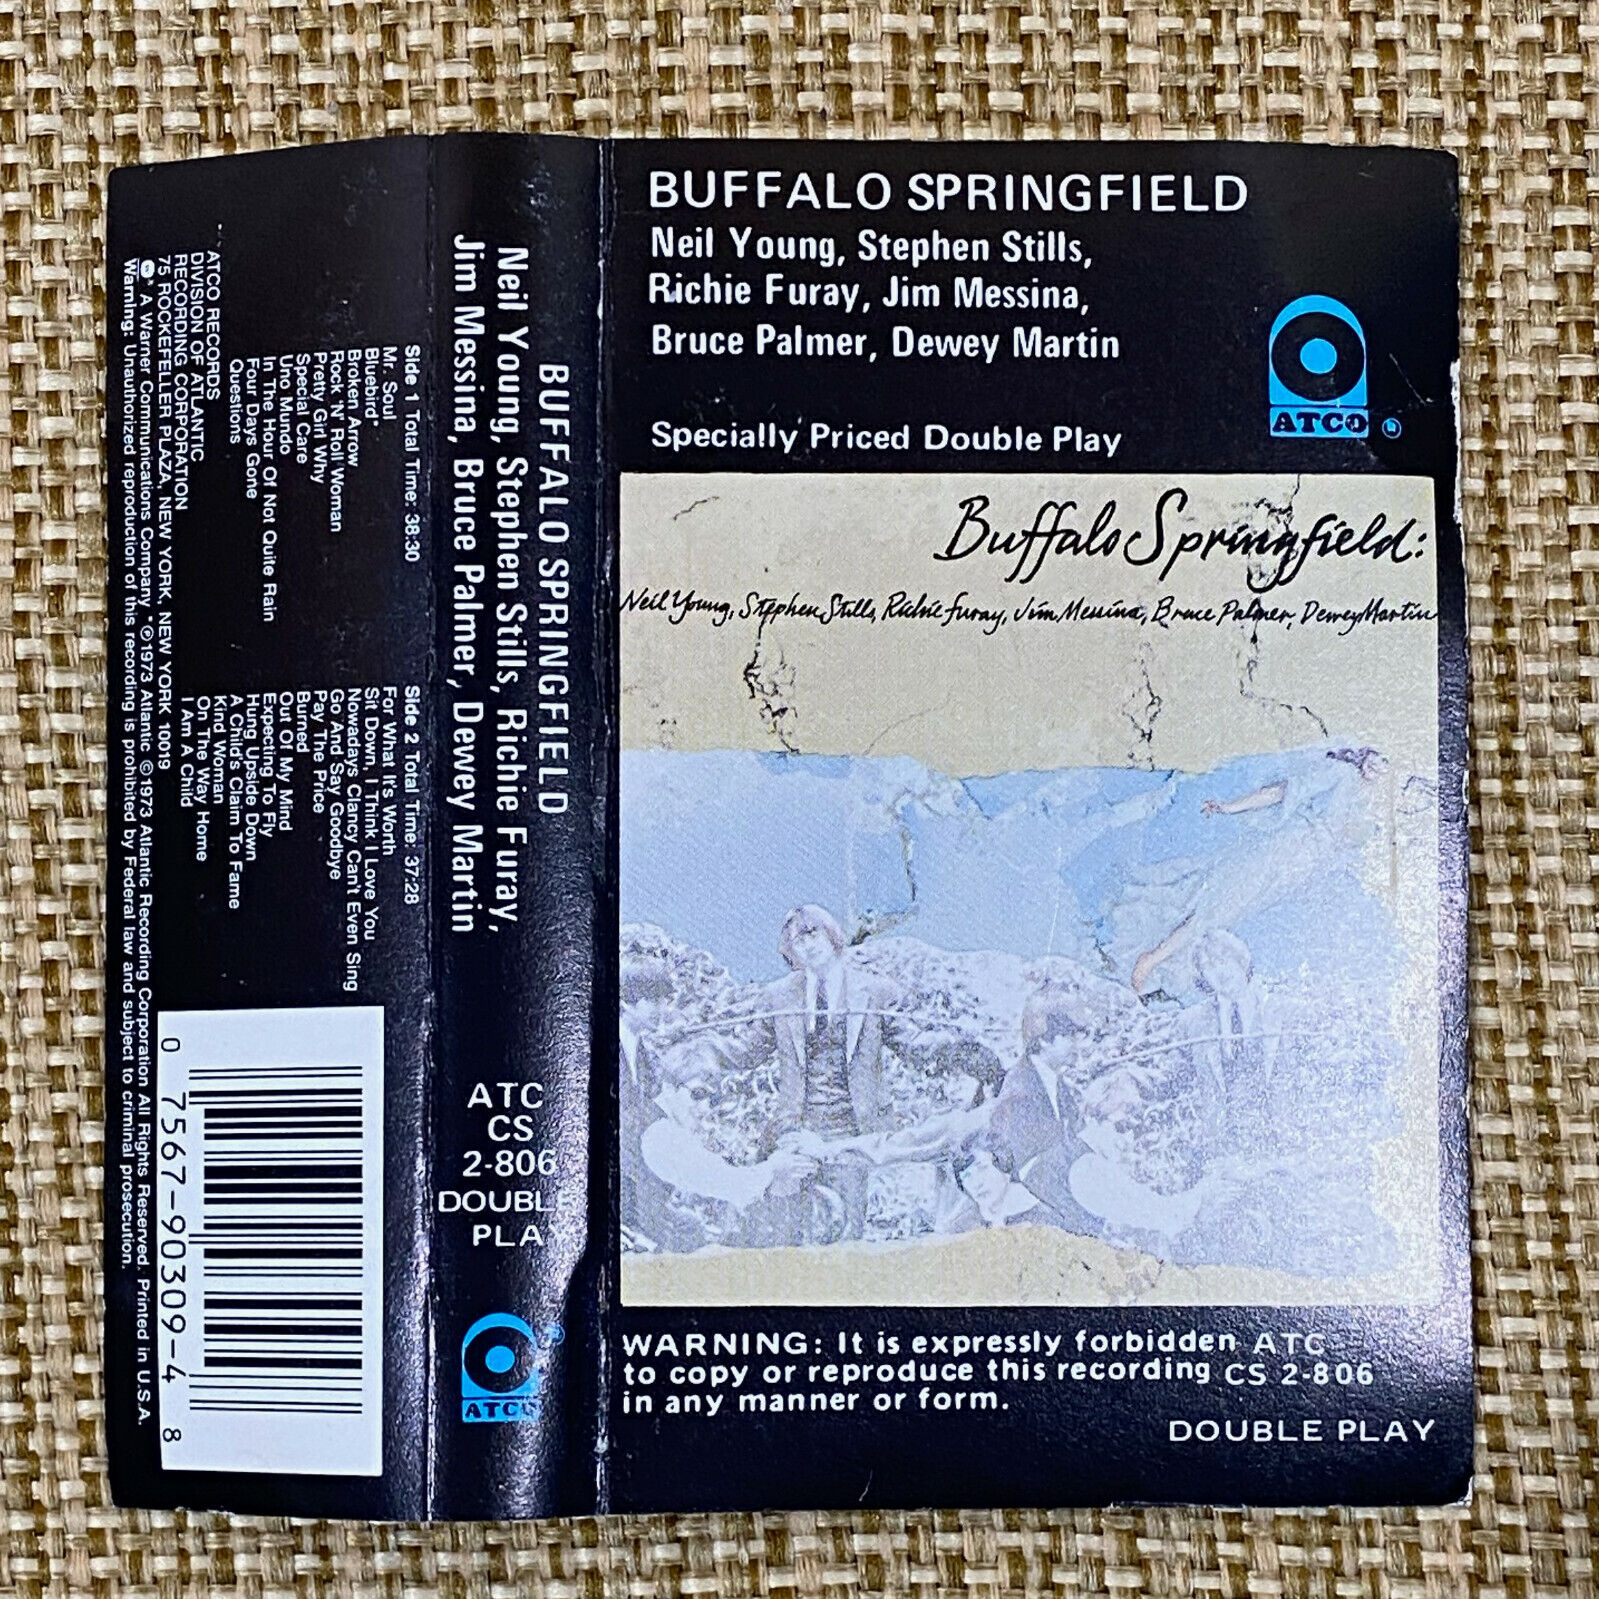 BUFFALO SPRINGFIELD
Neil Young, Stephen Stills,
Richie Furay, Jim Messina,
Bruce Palmer, Dewey Martin
Specially Priced Double Play
ATCO
Buffalo Springfield:
Neil Young, Stephen Stills, Richie Furay, Jim Messina, Bruce Palmer, Dewey Martin
WARNING: It is expressly forbidden ATC
to copy or reproduce this recording CS 2-806
in any manner or form.
DOUBLE PLAY
BUFFALO SPRINGFIELD
Neil Young, Stephen Stills, Richie Furay,
Jim Messina, Bruce Palmer, Dewey Martin
ATC
CS
2-806
DOUBLE
PLAY
ATCO
Side 1 Total Time: 38:30
Mr. Soul
Bluebird*
Broken Arrow
Rock 'N' Roll Woman
Pretty Girl Why
Special Care
Uno Mundo
In The Hour Of Not Quite Rain
Four Days Gone
Questions
Side 2 Total Time: 37:28
For What It's Worth
Sit Down, I Think I Love You
Nowadays Clancy Can't Even Sing
Go And Say Goodbye
Pay The Price
Burned
Out Of My Mind
Expecting To Fly
Hung Upside Down
A Child's Claim To Fame
Kind Woman
On The Way Home
I Am A Child
ATCO RECORDS
DIVISION OF ATLANTIC
RECORDING CORPORATION
75 ROCKEFELLER PLAZA, NEW YORK, NEW YORK 10019
A Warner Communications Company *℗1973 Atlantic ©1973 Atlantic Recording Corporation All Rights Reserved. Printed in U.S.A.
Warning: Unauthorized reproduction of this recording is prohibited by Federal law and subject to criminal prosecution.
0 7567-90309-4 8